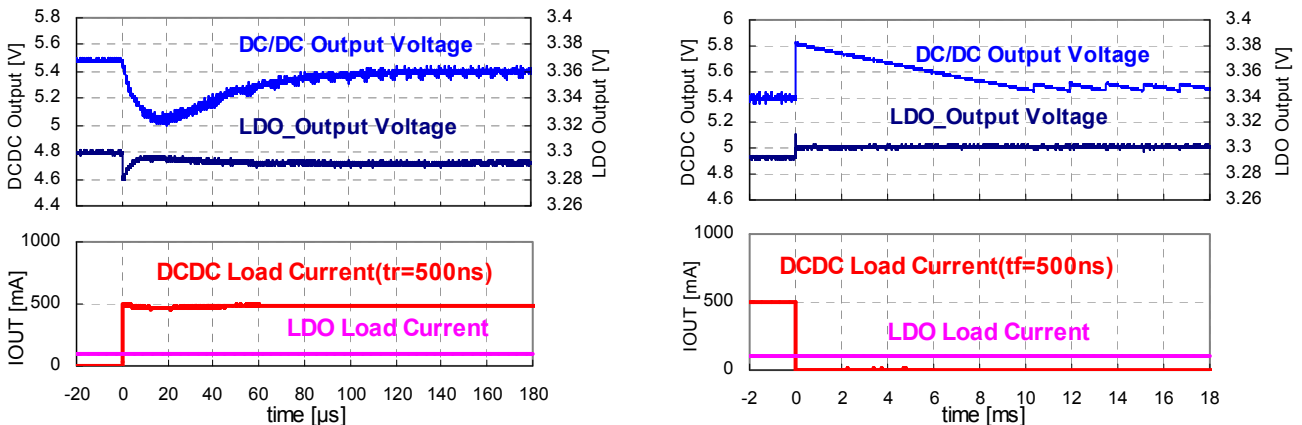 DCDC Output [V]
5.8
5.6
5.4
5.2
5
4.8
4.6
4.4
DC/DC Output Voltage
LDO_Output Voltage
3.4
3.38
3.36
3.34
3.32
3.3
3.28
3.26
LDO Output [V]
IOUT [mA]
1000
500
0
DCDC Load Current(tr=500ns)
LDO Load Current
-20 0 20 40 60 80 100 120 140 160 180
time [µs]
DCDC Output [V]
6
5.8
5.6
5.4
5.2
5
4.8
4.6
DC/DC Output Voltage
LDO_Output Voltage
3.4
3.38
3.36
3.34
3.32
3.3
3.28
3.26
LDO Output [V]
IOUT [mA]
1000
500
0
DCDC Load Current(tf=500ns)
LDO Load Current
-2 0 2 4 6 8 10 12 14 16 18
time [ms]